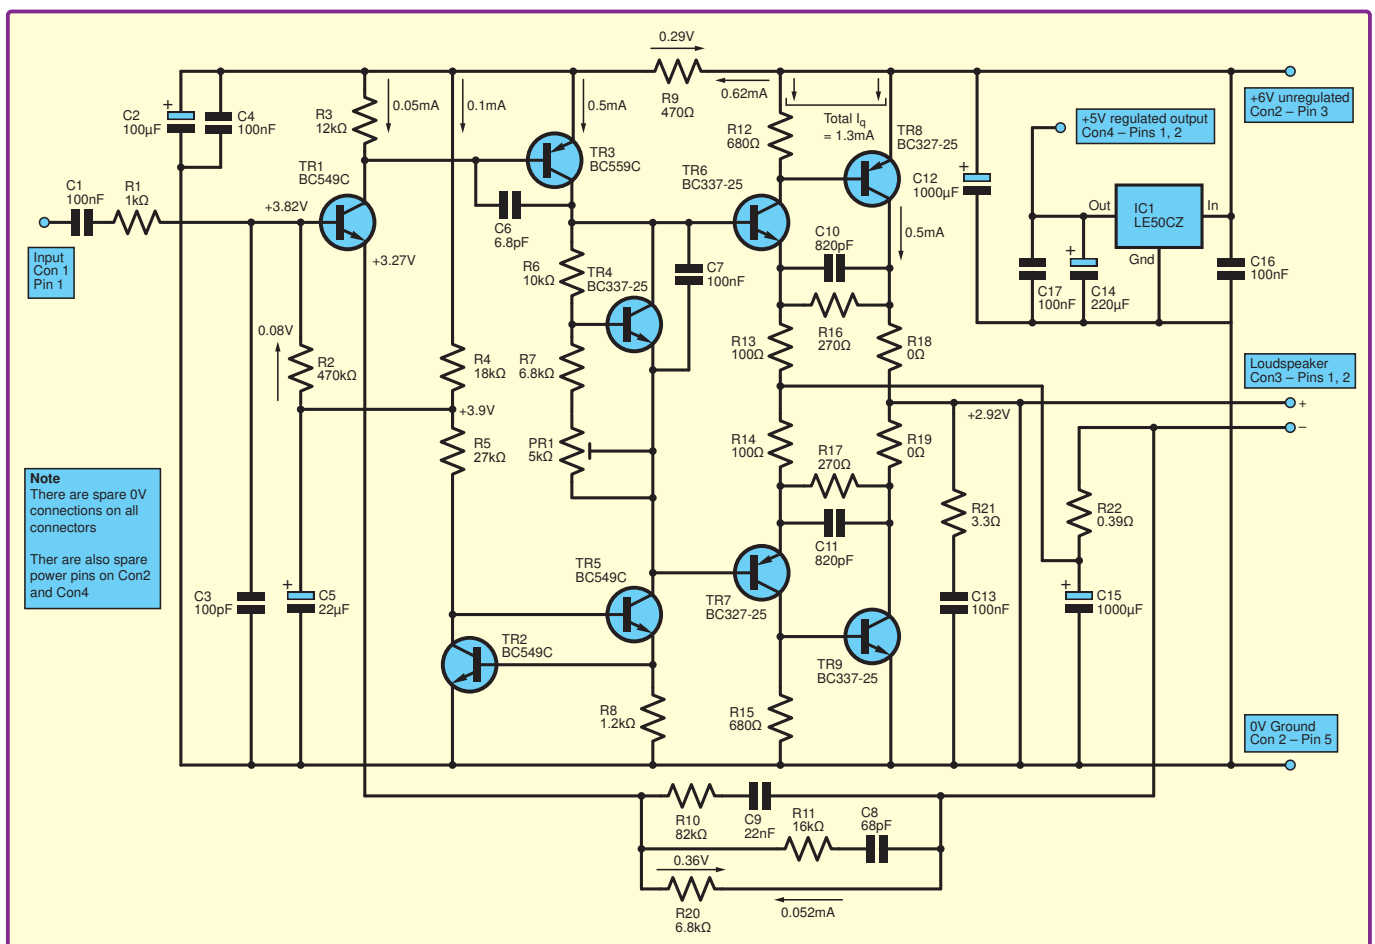 0.29V
0.62mA
R9
470Ω
+
C2
100µF
C4
100nF
R3
12kΩ
0.05mA
0.1mA
0.5mA
R12
680Ω
Total Iq
= 1.3mA
TR8
BC327-25
+6V unregulated
Con2 – Pin 3
+5V regulated output
Con4 – Pins 1, 2
TR1
BC549C
TR3
BC559C
TR6
BC337-25
C12
1000µF
+
C1
100nF
R1
1kΩ
+3.82V
+3.27V
C6
6.8pF
0.5mA
Out
In
IC1
LE50CZ
Gnd
Input
Con 1
Pin 1
R6
10kΩ
TR4
BC337-25
C7
100nF
C10
820pF
C17
100nF
+
C14
220µF
C16
100nF
0.08V
R2
470kΩ
R4
18kΩ
R7
6.8kΩ
R13
100Ω
R16
270Ω
R18
0Ω
Loudspeaker
Con3 – Pins 1, 2
+
–
+3.9V
+2.92V
R5
27kΩ
PR1
5kΩ
R14
100Ω
R17
270Ω
R19
0Ω
Note
There are spare 0V
connections on all
connectors
Ther are also spare
power pins on Con2
and Con4
R21
3.3Ω
R22
0.39Ω
C11
820pF
TR5
BC549C
C3
100pF
+
C5
22µF
TR7
BC327-25
C13
100nF
+
C15
1000µF
TR2
BC549C
TR9
BC337-25
R8
1.2kΩ
R15
680Ω
0V Ground
Con 2 – Pin 5
R10
82kΩ
C9
22nF
R11
16kΩ
C8
68pF
0.36V
R20
6.8kΩ
0.052mA